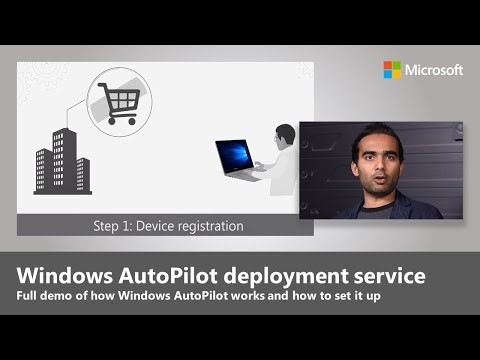 Microsoft
Step 1: Device registration
Windows AutoPilot deployment service
Full demo of how Windows AutoPilot works and how to set it up